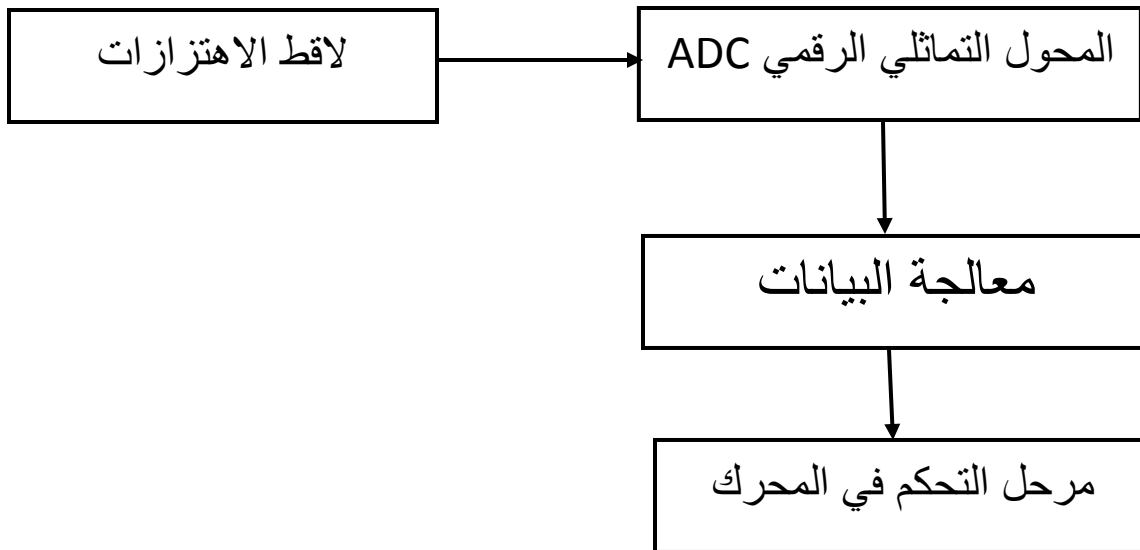 لاقط الاهتزازات
المحول التماثلي الرقمي ADC
معالجة البيانات
مرحل التحكم في المحرك